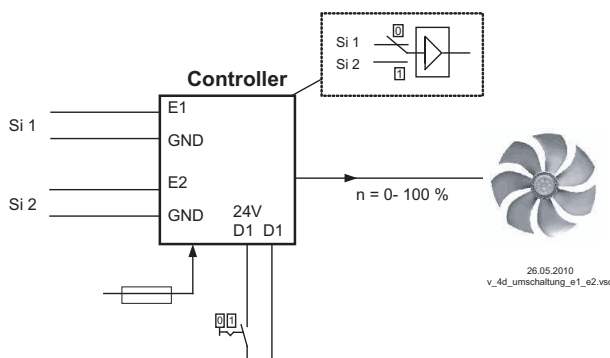 0
Si 1
Si 2
1
Controller
E1
Si 1
GND
E2
Si 2
GND
24V
D1 D1
n = 0- 100 %
26.05.2010
v_4d_umschaltung_e1_e2.vsd
0 1